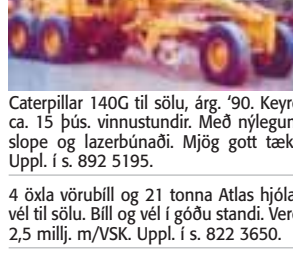 Caterpillar 140G til sölu, árg. '90. Keyr
ca. 15 þús. vinnustundir. Með nýlegun
slope og lazerbúnaði. Mjög gott tæk
Uppl. í s. 892 5195.
4 öxla vörubíll og 21 tonna Atlas hjóla
vél til sölu. Bíll og vél í góðu standi. Ver
2,5 millj. m/VSK. Uppl. í s. 822 3650.